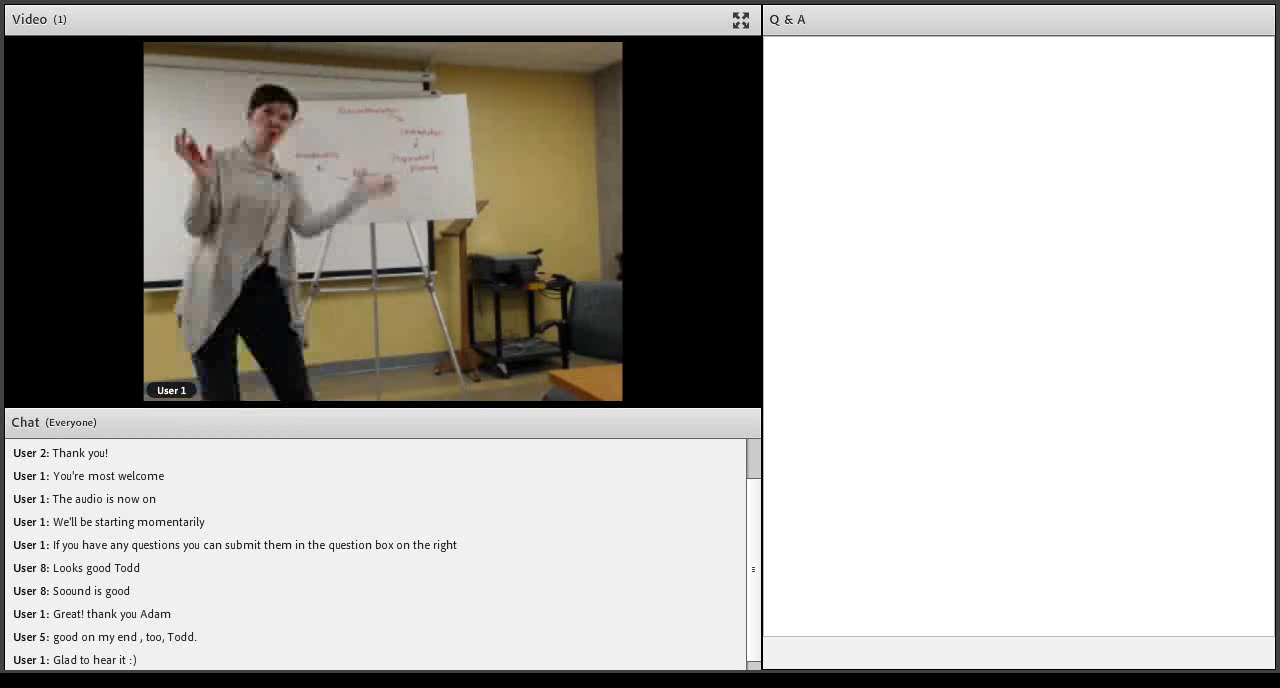 Video (1)
Q & A
User 1
Chat (Everyone)
User 2: Thank you!
User 1: You're most welcome
User 1: The audio is now on
User 1: We'll be starting momentarily
User 1: If you have any questions you can submit them in the question box on the right
User 8: Looks good Todd
User 8: Soound is good
User 1: Great! thank you Adam
User 5: good on my end , too, Todd.
User 1: Glad to hear it :)